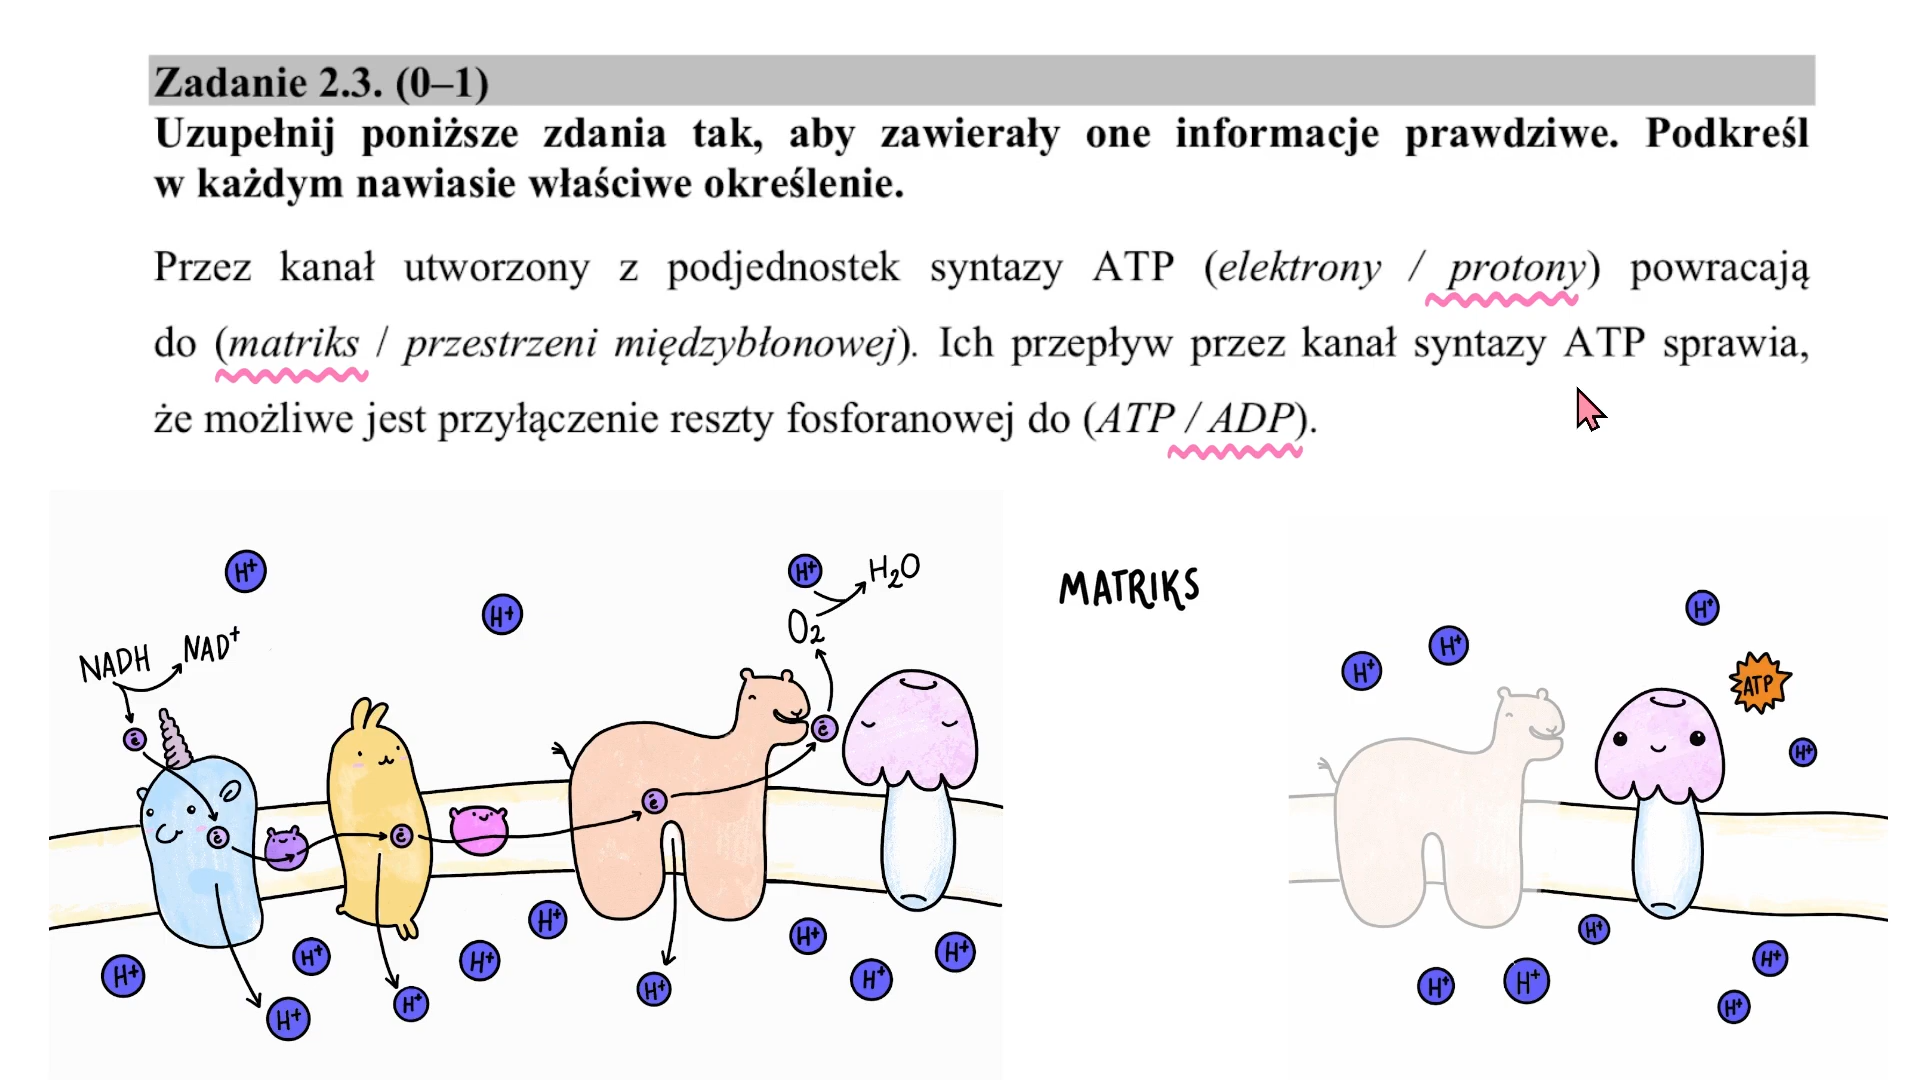 Zadanie 2.3. (0–1)
Uzupełnij poniższe zdania tak, aby zawierały one informacje prawdziwe. Podkreśl
w każdym nawiasie właściwe określenie.
Przez kanał utworzony z podjednostek syntazy ATP (elektrony / protony) powracają
do (matriks / przestrzeni międzybłonowej). Ich przepływ przez kanał syntazy ATP sprawia,
że możliwe jest przyłączenie reszty fosforanowej do (ATP / ADP).
H+
H+
H+
H₂O
O₂
NADH
NAD+
ē
ē
ē
ē
ē
H+
H+
H+
H+
H+
H+
H+
H+
H+
H+
MATRIKS
H+
H+
H+
ATP
H+
H+
H+
H+
H+
H+